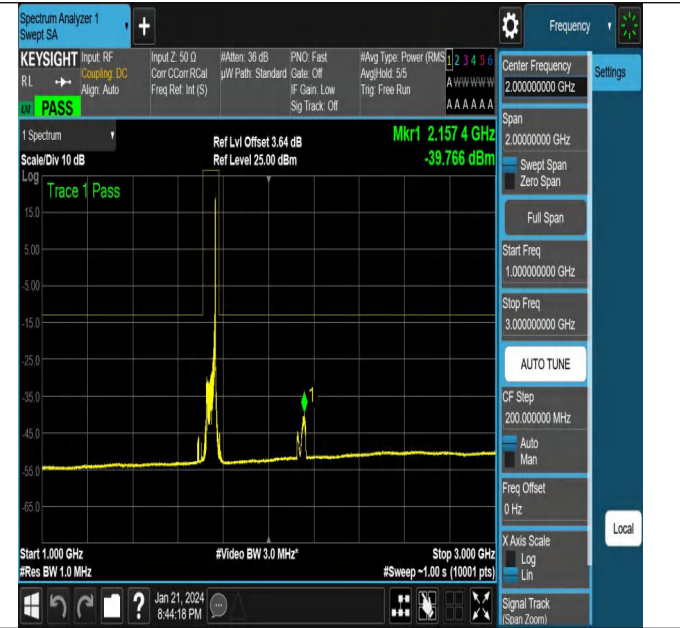 Spectrum Analyzer 1
Swept SA
+
Frequency
KEYSIGHT
RL
PASS
Input: RF
Coupling: DC
Align: Auto
Input Z: 50 Ω
Corr CCorr RCal
Freq Ref: Int (S)
#Atten: 36 dB
µW Path: Standard
PNO: Fast
Gate: Off
IF Gain: Low
Sig Track: Off
#Avg Type: Power (RMS
Avg|Hold: 5/5
Trig: Free Run
1 2 3 4 5 6
A W W W W W
A A A A A A
1 Spectrum
Scale/Div 10 dB
Ref Lvl Offset 3.64 dB
Ref Level 25.00 dBm
Mkr1 2.157 4 GHz
-39.766 dBm
Log
Trace 1 Pass
15.0
5.00
-5.00
-15.0
-25.0
-35.0
-45.0
-55.0
-65.0
1
Start 1.000 GHz
#Res BW 1.0 MHz
#Video BW 3.0 MHz*
Stop 3.000 GHz
#Sweep ~1.00 s (10001 pts)
Center Frequency
2.000000000 GHz
Settings
Span
2.00000000 GHz
Swept Span
Zero Span
Full Span
Start Freq
1.000000000 GHz
Stop Freq
3.000000000 GHz
AUTO TUNE
CF Step
200.000000 MHz
Auto
Man
Freq Offset
0 Hz
X Axis Scale
Log
Lin
Local
Signal Track
(Span Zoom)
?
Jan 21, 2024
8:44:18 PM